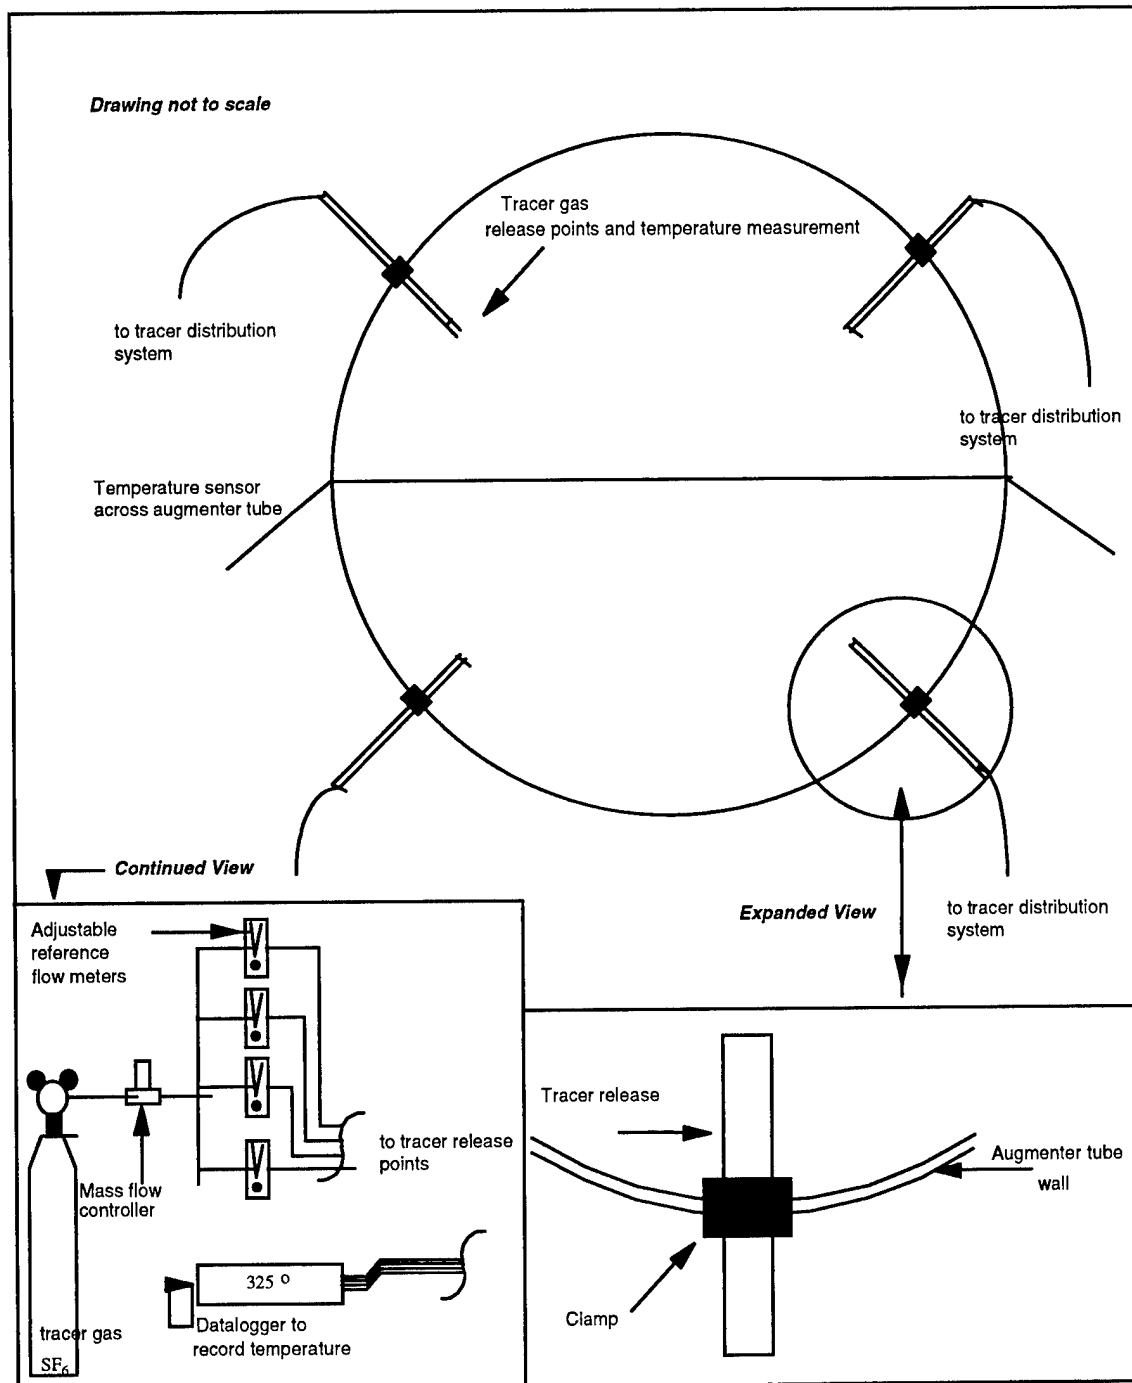 Drawing not to scale
Tracer gas
release points and temperature measurement
to tracer distribution
system
to tracer distribution
system
Temperature sensor
across augmenter tube
Continued View
Expanded View
to tracer distribution
system
Adjustable
reference
flow meters
to tracer release
points
Mass flow
controller
325 º
Datalogger to
record temperature
tracer gas
SF6
Tracer release
Augmenter tube
wall
Clamp